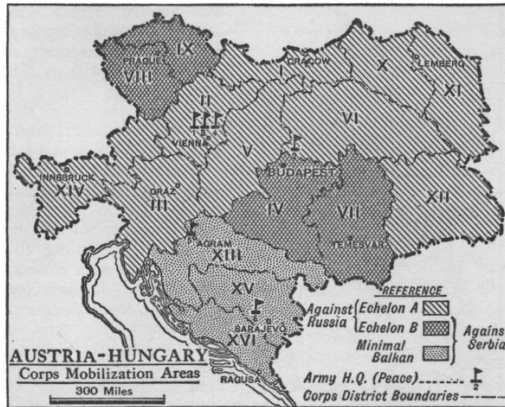 IX
PRAGUE
VIII
CRACOW
I
X
LEMBERG
XI
II
VIENNA
VI
V
BUDAPEST
INNSBRUCK
XIV
GRAZ
III
IV
VII
TEMESVAR
XII
AGRAM
XIII
XV
SARAJEVO
XVI
RAGUSA
REFERENCE
Against Russia
Echelon A
Echelon B
Minimal Balkan
Against Serbia
Army H.Q. (Peace)
2
Corps District Boundaries
AUSTRIA-HUNGARY
Corps Mobilization Areas
300 Miles